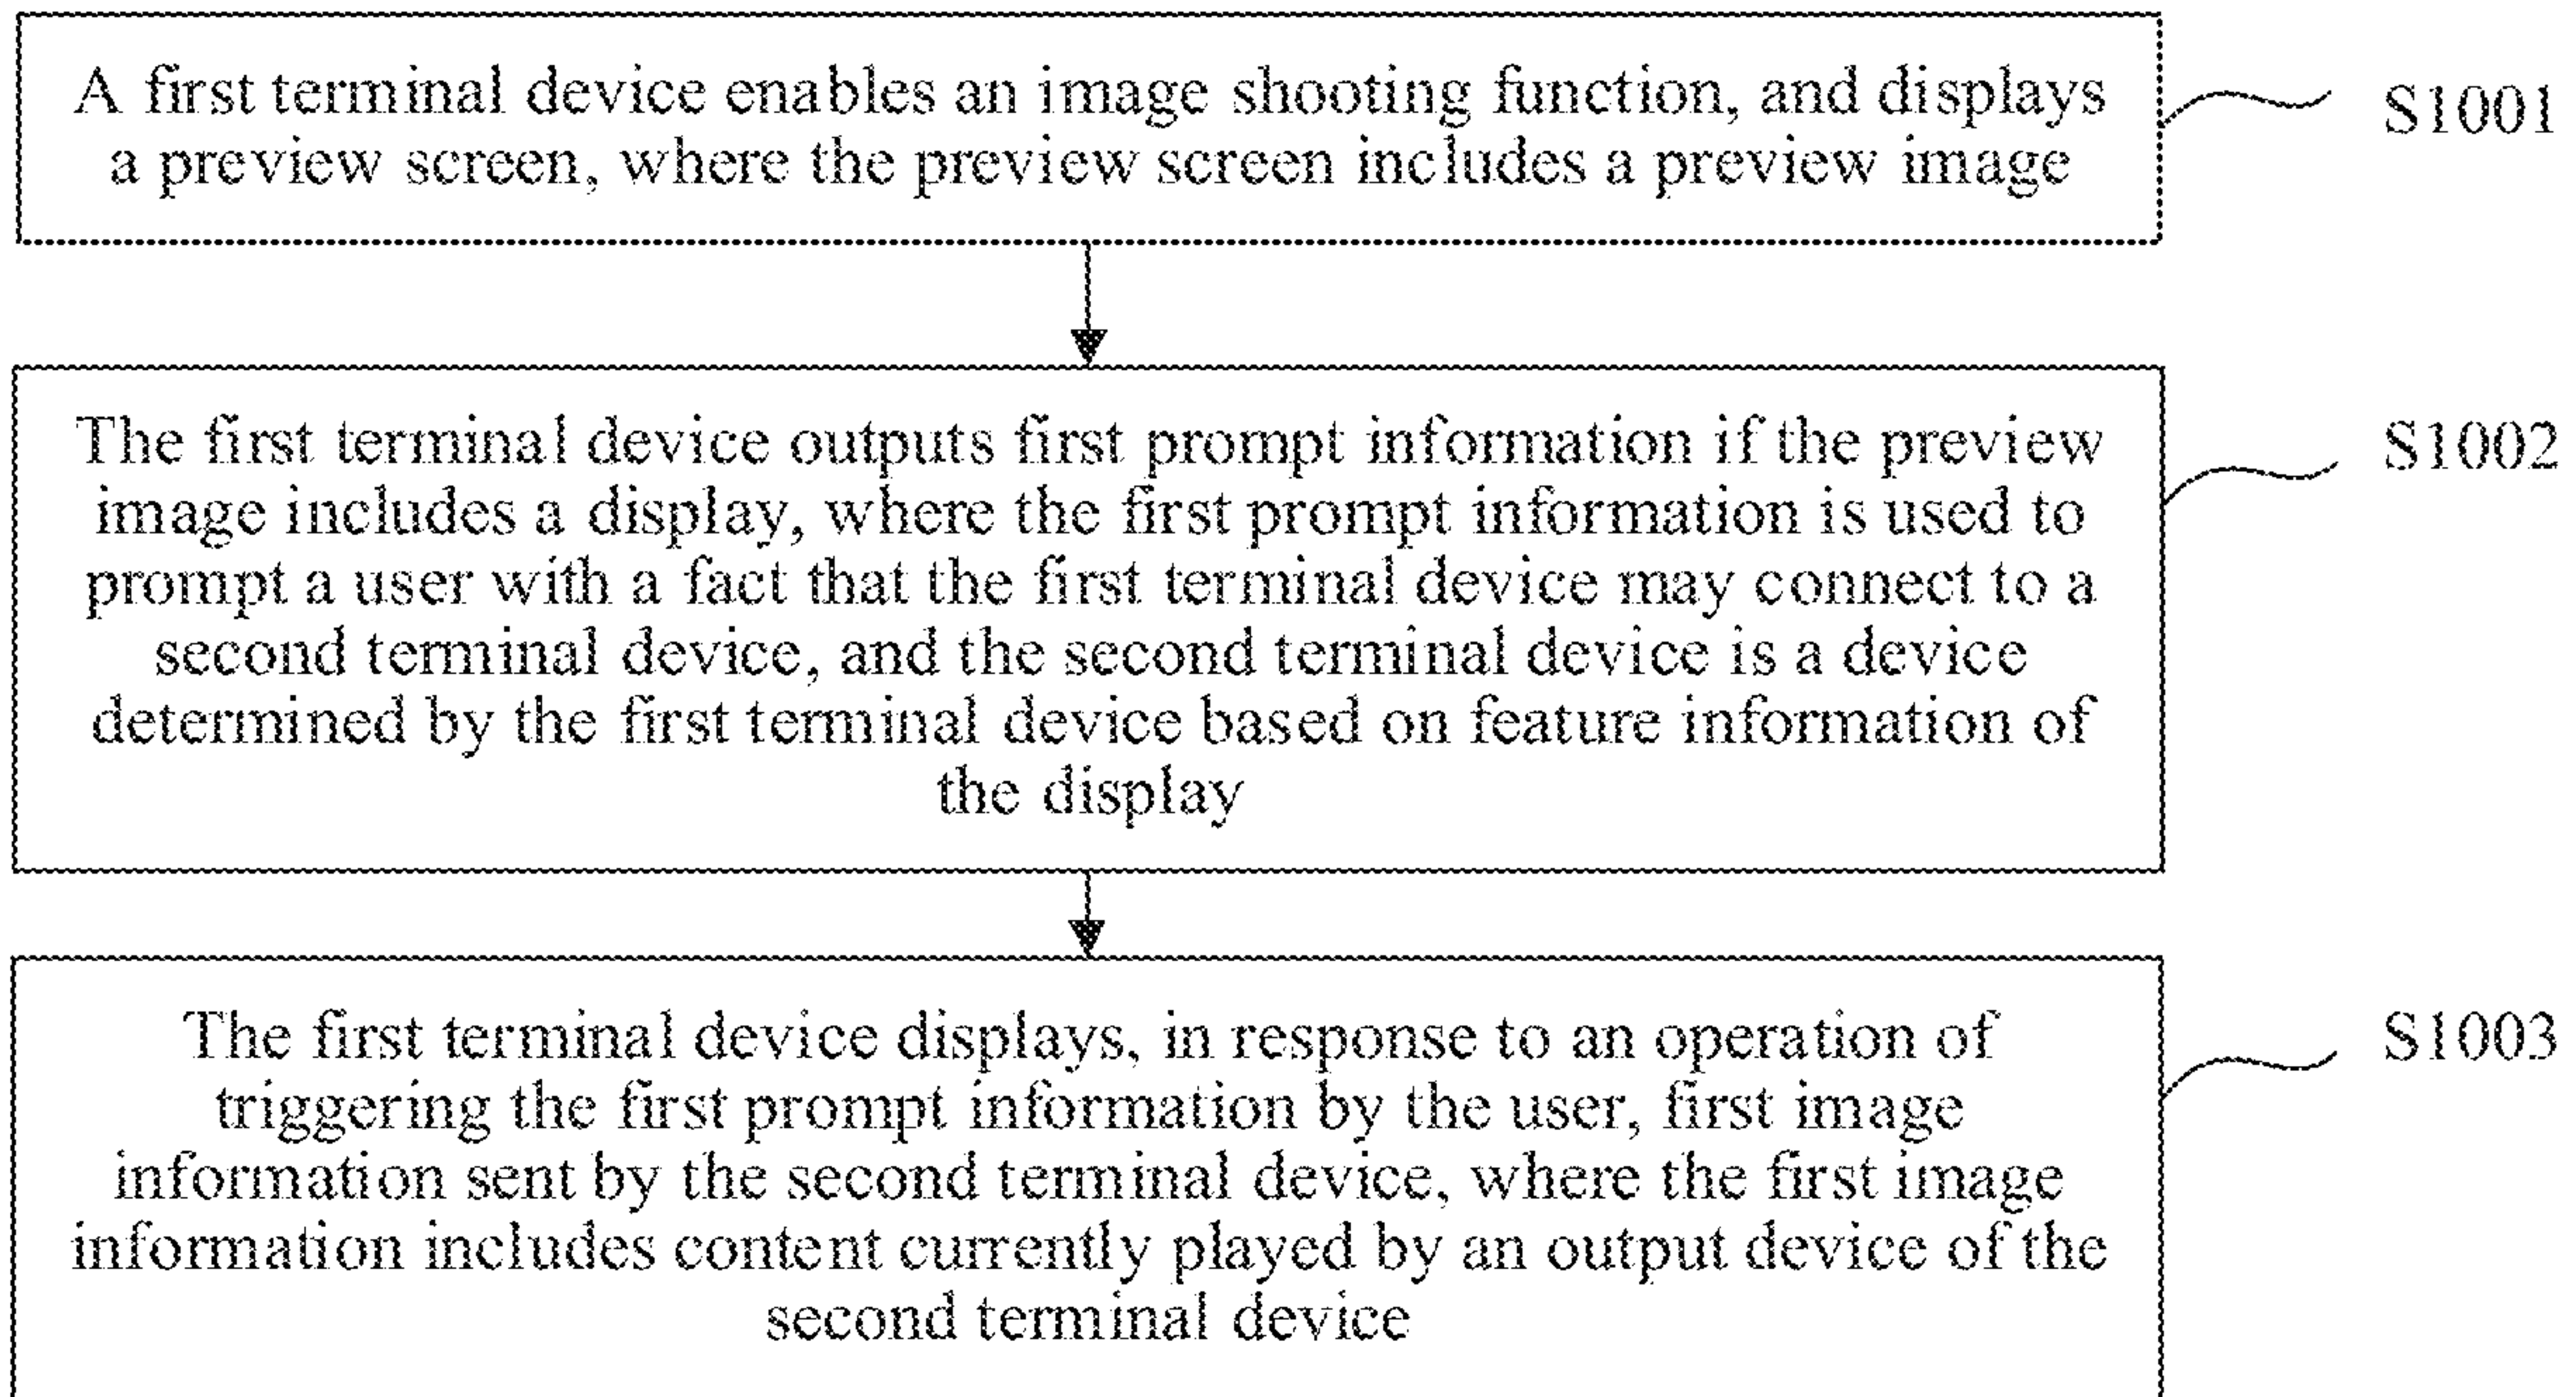 A first terminal device enables an image shooting function, and displays
a preview screen, where the preview screen includes a preview image
S1001
The first terminal device outputs first prompt information if the preview
image includes a display, where the first prompt information is used to
prompt a user with a fact that the first terminal device may connect to a
second terminal device, and the second terminal device is a device
determined by the first terminal device based on feature information of
the display
S1002
The first terminal device displays, in response to an operation of
triggering the first prompt information by the user, first image
information sent by the second terminal device, where the first image
information includes content currently played by an output device of the
second terminal device
S1003